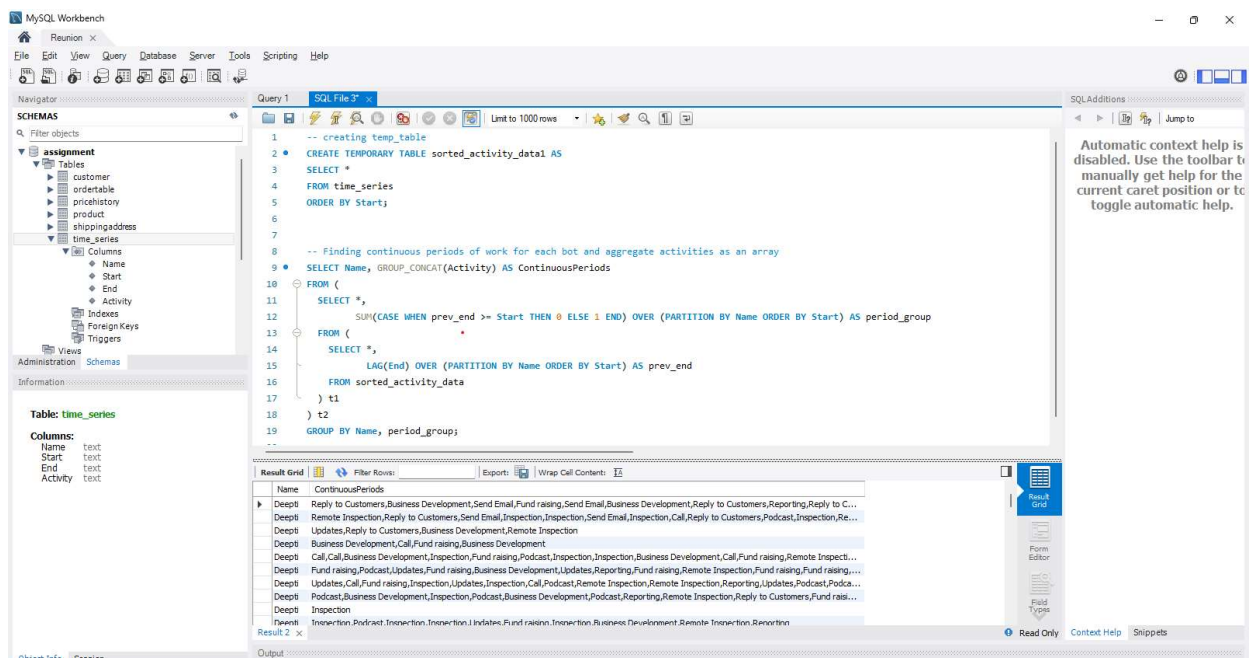 MySQL Workbench
Reunion ×
File Edit View Query Database Server Tools Scripting Help
Navigator
SCHEMAS
Filter objects
assignment
Tables
customer
ordertable
pricehistory
product
shippingaddress
time_series
Columns
Name
Start
End
Activity
Indexes
Foreign Keys
Triggers
Views
Administration Schemas
Information
Table: time_series
Columns:
Name text
Start text
End text
Activity text
Object Info Session
Query 1 SQL File 3* ×
Limit to 1000 rows
1 -- creating temp_table
2 CREATE TEMPORARY TABLE sorted_activity_data1 AS
3 SELECT *
4 FROM time_series
5 ORDER BY Start;
6
7
8 -- Finding continuous periods of work for each bot and aggregate activities as an array
9 SELECT Name, GROUP_CONCAT(Activity) AS ContinuousPeriods
10 FROM (
11 SELECT *,
12 SUM(CASE WHEN prev_end >= Start THEN 0 ELSE 1 END) OVER (PARTITION BY Name ORDER BY Start) AS period_group
13 FROM (
14 SELECT *,
15 LAG(End) OVER (PARTITION BY Name ORDER BY Start) AS prev_end
16 FROM sorted_activity_data
17 ) t1
18 ) t2
19 GROUP BY Name, period_group;
Result Grid Filter Rows: Export: Wrap Cell Content:
Name ContinuousPeriods
Deepti Reply to Customers,Business Development,Send Email,Fund raising,Send Email,Business Development,Reply to Customers,Reporting,Reply to C...
Deepti Remote Inspection,Reply to Customers,Send Email,Inspection,Inspection,Send Email,Inspection,Call,Reply to Customers,Podcast,Inspection,Re...
Deepti Updates,Reply to Customers,Business Development,Remote Inspection
Deepti Business Development,Call,Fund raising,Business Development
Deepti Call,Call,Business Development,Inspection,Fund raising,Podcast,Inspection,Inspection,Business Development,Call,Fund raising,Remote Inspecti...
Deepti Fund raising,Podcast,Updates,Fund raising,Business Development,Updates,Reporting,Fund raising,Remote Inspection,Fund raising,Fund raising,...
Deepti Updates,Call,Fund raising,Inspection,Updates,Inspection,Call,Podcast,Remote Inspection,Remote Inspection,Reporting,Updates,Podcast,Podca...
Deepti Podcast,Business Development,Inspection,Podcast,Business Development,Podcast,Reporting,Remote Inspection,Reply to Customers,Fund raisi...
Deepti Inspection
Deepti Inspection,Podcast,Inspection,Inspection,Updates,Fund raising,Inspection,Business Development,Remote Inspection,Reporting
Result Grid
Form Editor
Field Types
Result 2 ×
Read Only
Output
SQLAdditions
Jump to
Automatic context help is
disabled. Use the toolbar to
manually get help for the
current caret position or to
toggle automatic help.
Context Help Snippets